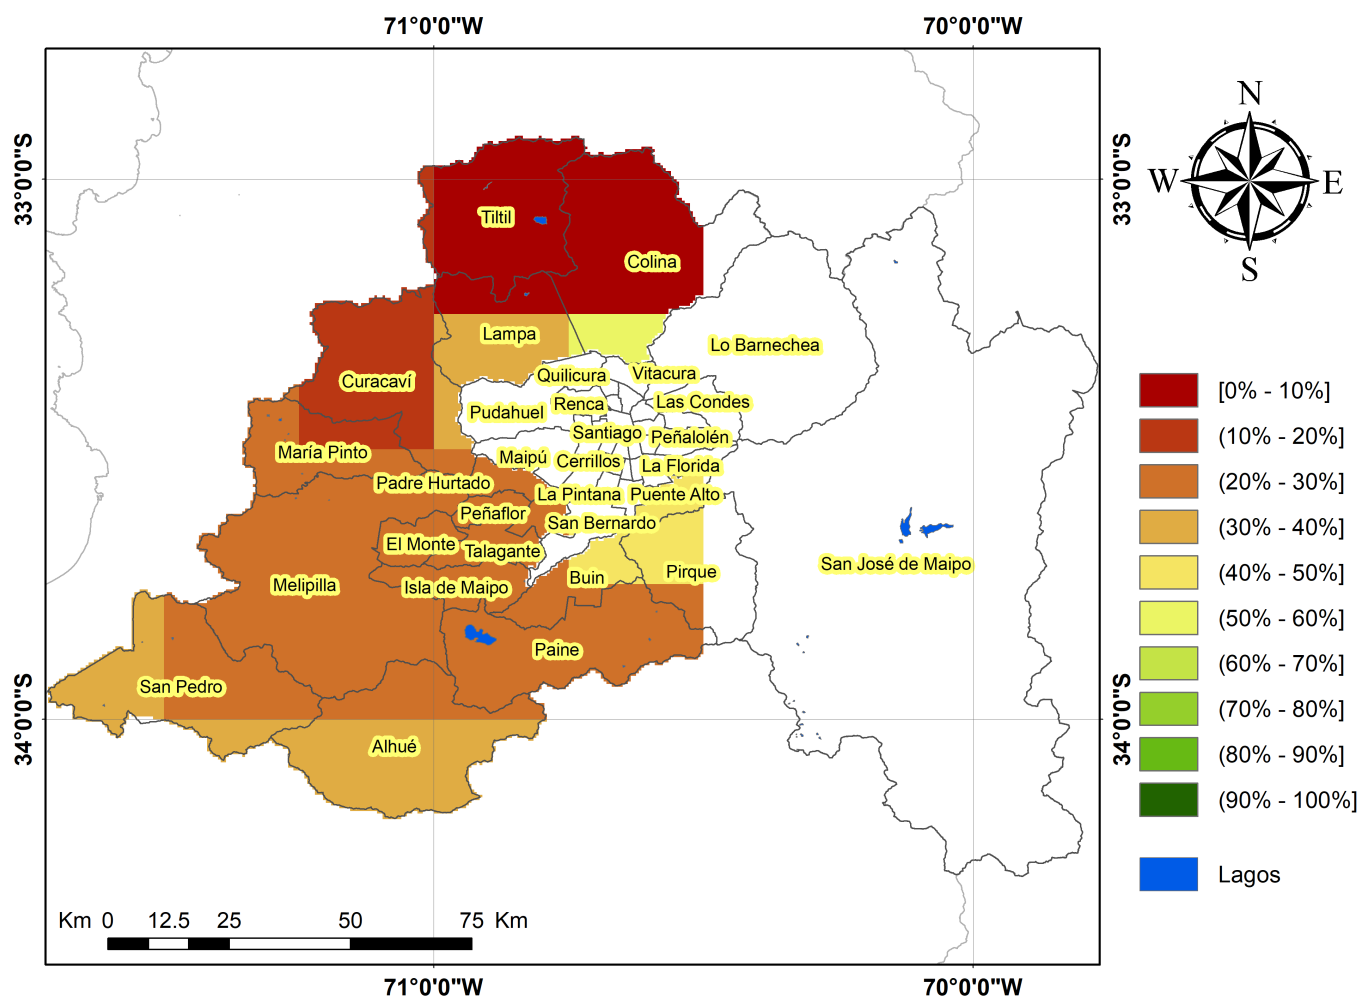 71°0'0"W 70°0'0"W
33°0'0"S 33°0'0"S
34°0'0"S 34°0'0"S
71°0'0"W 70°0'0"W
N
W E
S
Tiltil
Colina
Lampa
Lo Barnechea
Curacaví
Quilicura
Vitacura
Pudahuel
Renca
Las Condes
Santiago
Peñalolén
María Pinto
Maipú
Cerrillos
La Florida
Padre Hurtado
La Pintana
Puente Alto
Peñaflor
San Bernardo
El Monte
Talagante
San José de Maipo
Melipilla
Isla de Maipo
Buin
Pirque
Paine
San Pedro
Alhué
[0% - 10%]
(10% - 20%]
(20% - 30%]
(30% - 40%]
(40% - 50%]
(50% - 60%]
(60% - 70%]
(70% - 80%]
(80% - 90%]
(90% - 100%]
Lagos
Km 0 12.5 25 50 75 Km